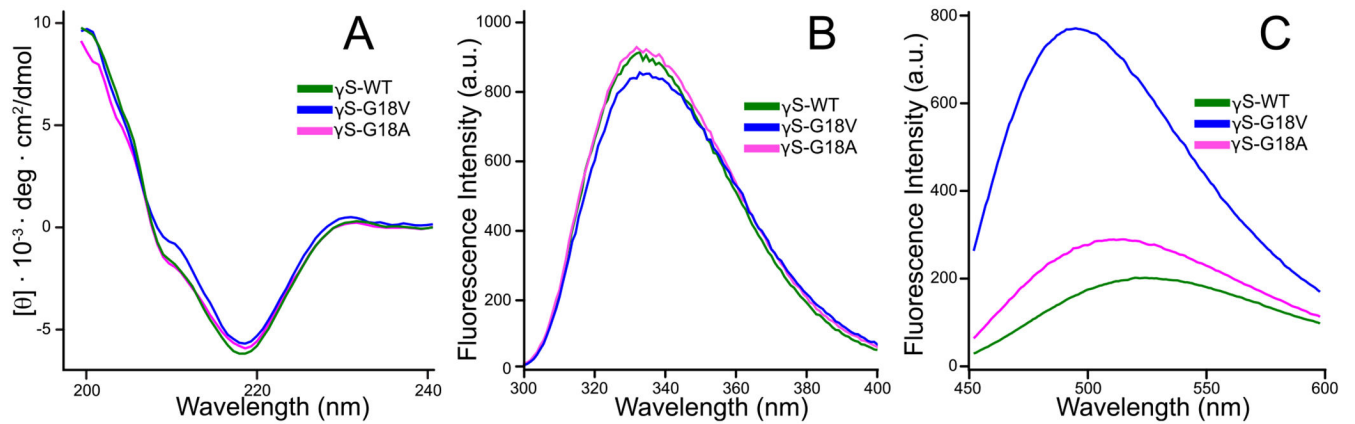 A
[θ] · 10⁻³ · deg · cm²/dmol
10
5
0
-5
γS-WT
γS-G18V
γS-G18A
200
220
240
Wavelength (nm)
B
Fluorescence Intensity (a.u.)
1000
800
600
400
200
0
γS-WT
γS-G18V
γS-G18A
300
320
340
360
380
400
Wavelength (nm)
C
Fluorescence Intensity (a.u.)
800
600
400
200
0
γS-WT
γS-G18V
γS-G18A
450
500
550
600
Wavelength (nm)